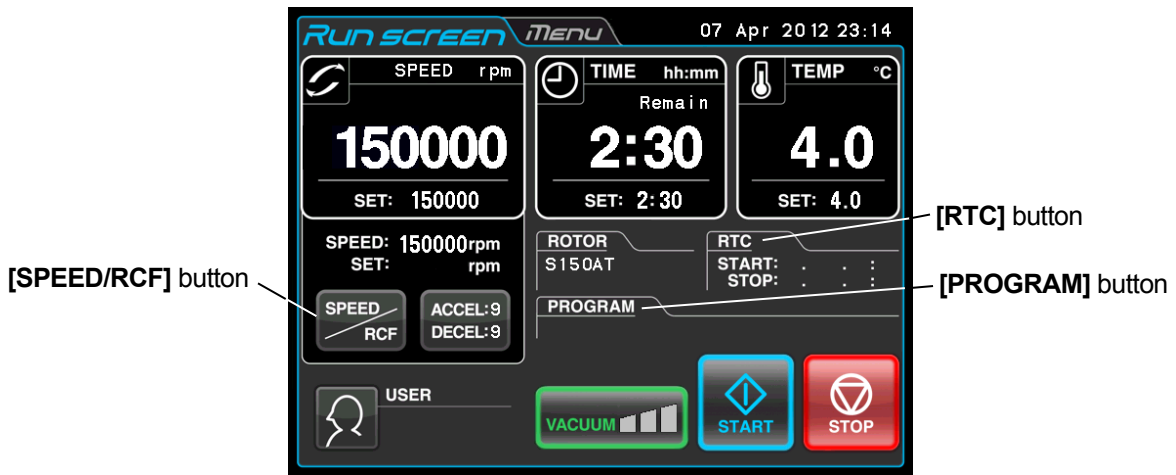 Run screen
Menu
07 Apr 2012 23:14
SPEED rpm
150000
SET: 150000
TIME hh:mm
Remain
2:30
SET: 2:30
TEMP °C
4.0
SET: 4.0
[RTC] button
SPEED: 150000rpm
SET: rpm
ROTOR
S150AT
RTC
START: . . :
STOP: . . :
[SPEED/RCF] button
[PROGRAM] button
PROGRAM
SPEED
RCF
ACCEL:9
DECEL:9
USER
VACUUM
START
STOP